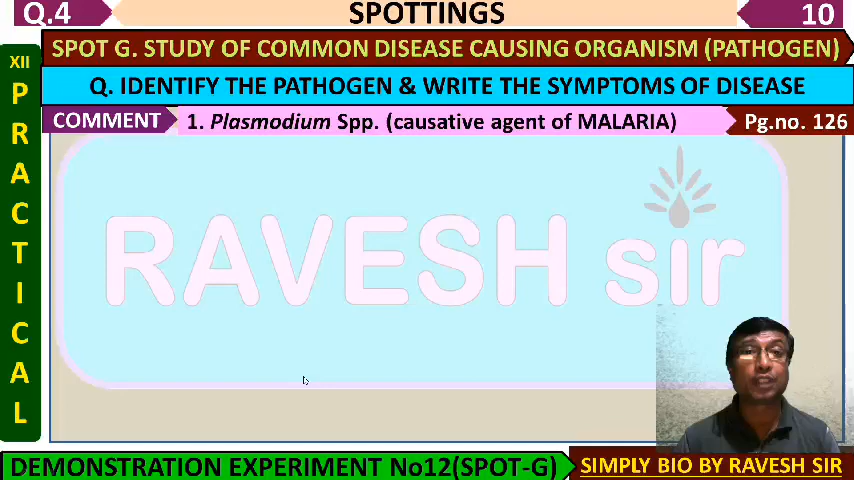 Q.4
SPOTTINGS
10
SPOT G. STUDY OF COMMON DISEASE CAUSING ORGANISM (PATHOGEN)
Q. IDENTIFY THE PATHOGEN & WRITE THE SYMPTOMS OF DISEASE
COMMENT
1. Plasmodium Spp. (causative agent of MALARIA)
Pg.no. 126
XII
P
R
A
C
T
I
C
A
L
RAVESH sir
DEMONSTRATION EXPERIMENT No12(SPOT-G)
SIMPLY BIO BY RAVESH SIR